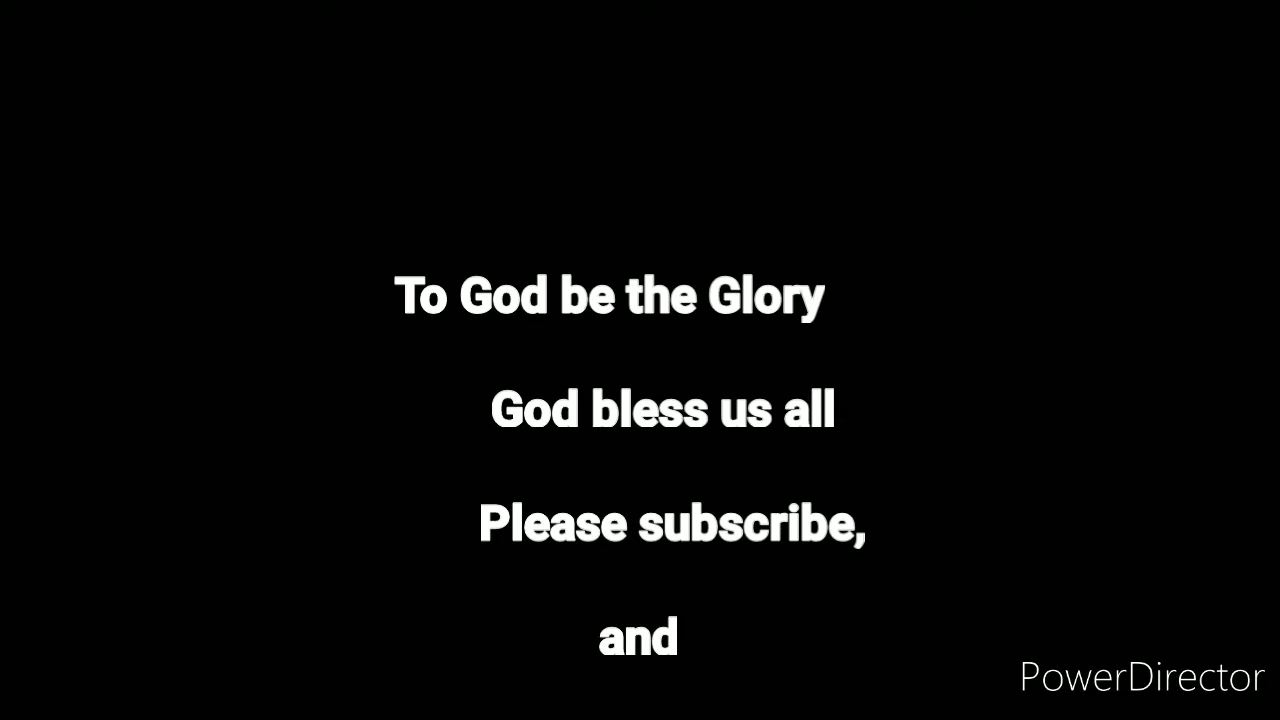 To God be the Glory
God bless us all
Please subscribe,
and
PowerDirector